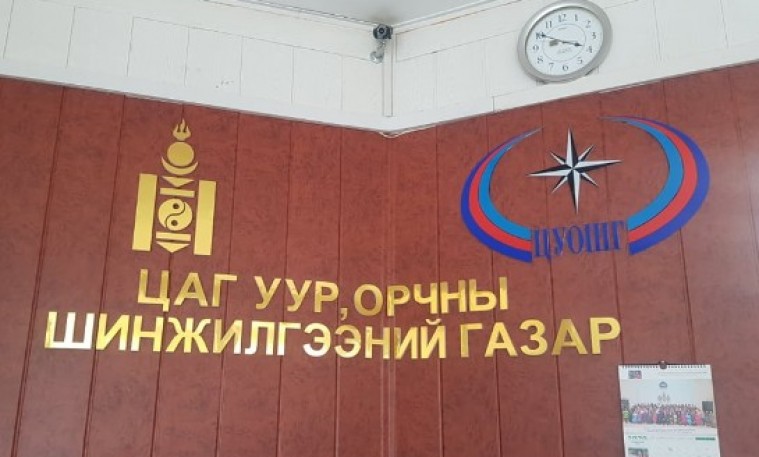 ЦУОШГ
ЦАГ УУР, ОРЧНЫ
ШИНЖИЛГЭЭНИЙ ГАЗАР